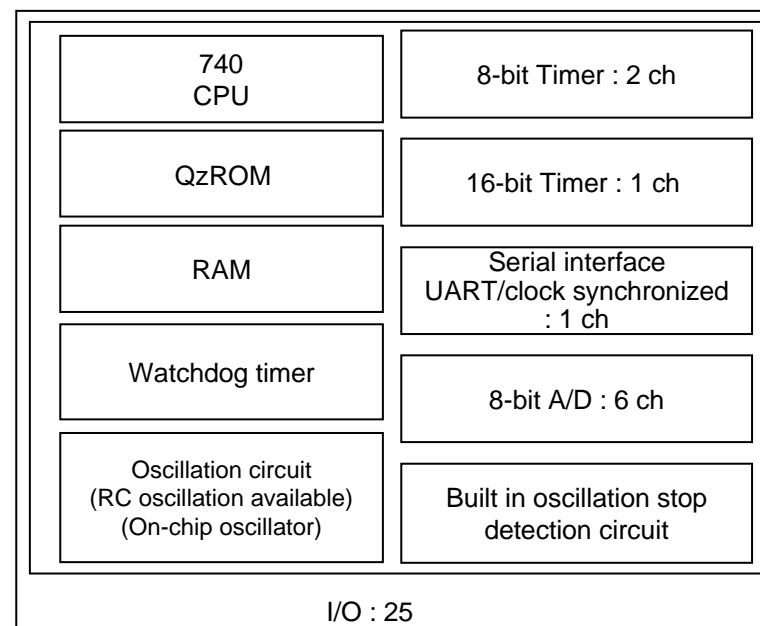 740
CPU
QzROM
RAM
Watchdog timer
Oscillation circuit
(RC oscillation available)
(On-chip oscillator)
8-bit Timer : 2 ch
16-bit Timer : 1 ch
Serial interface
UART/clock synchronized
: 1 ch
8-bit A/D : 6 ch
Built in oscillation stop
detection circuit
I/O : 25